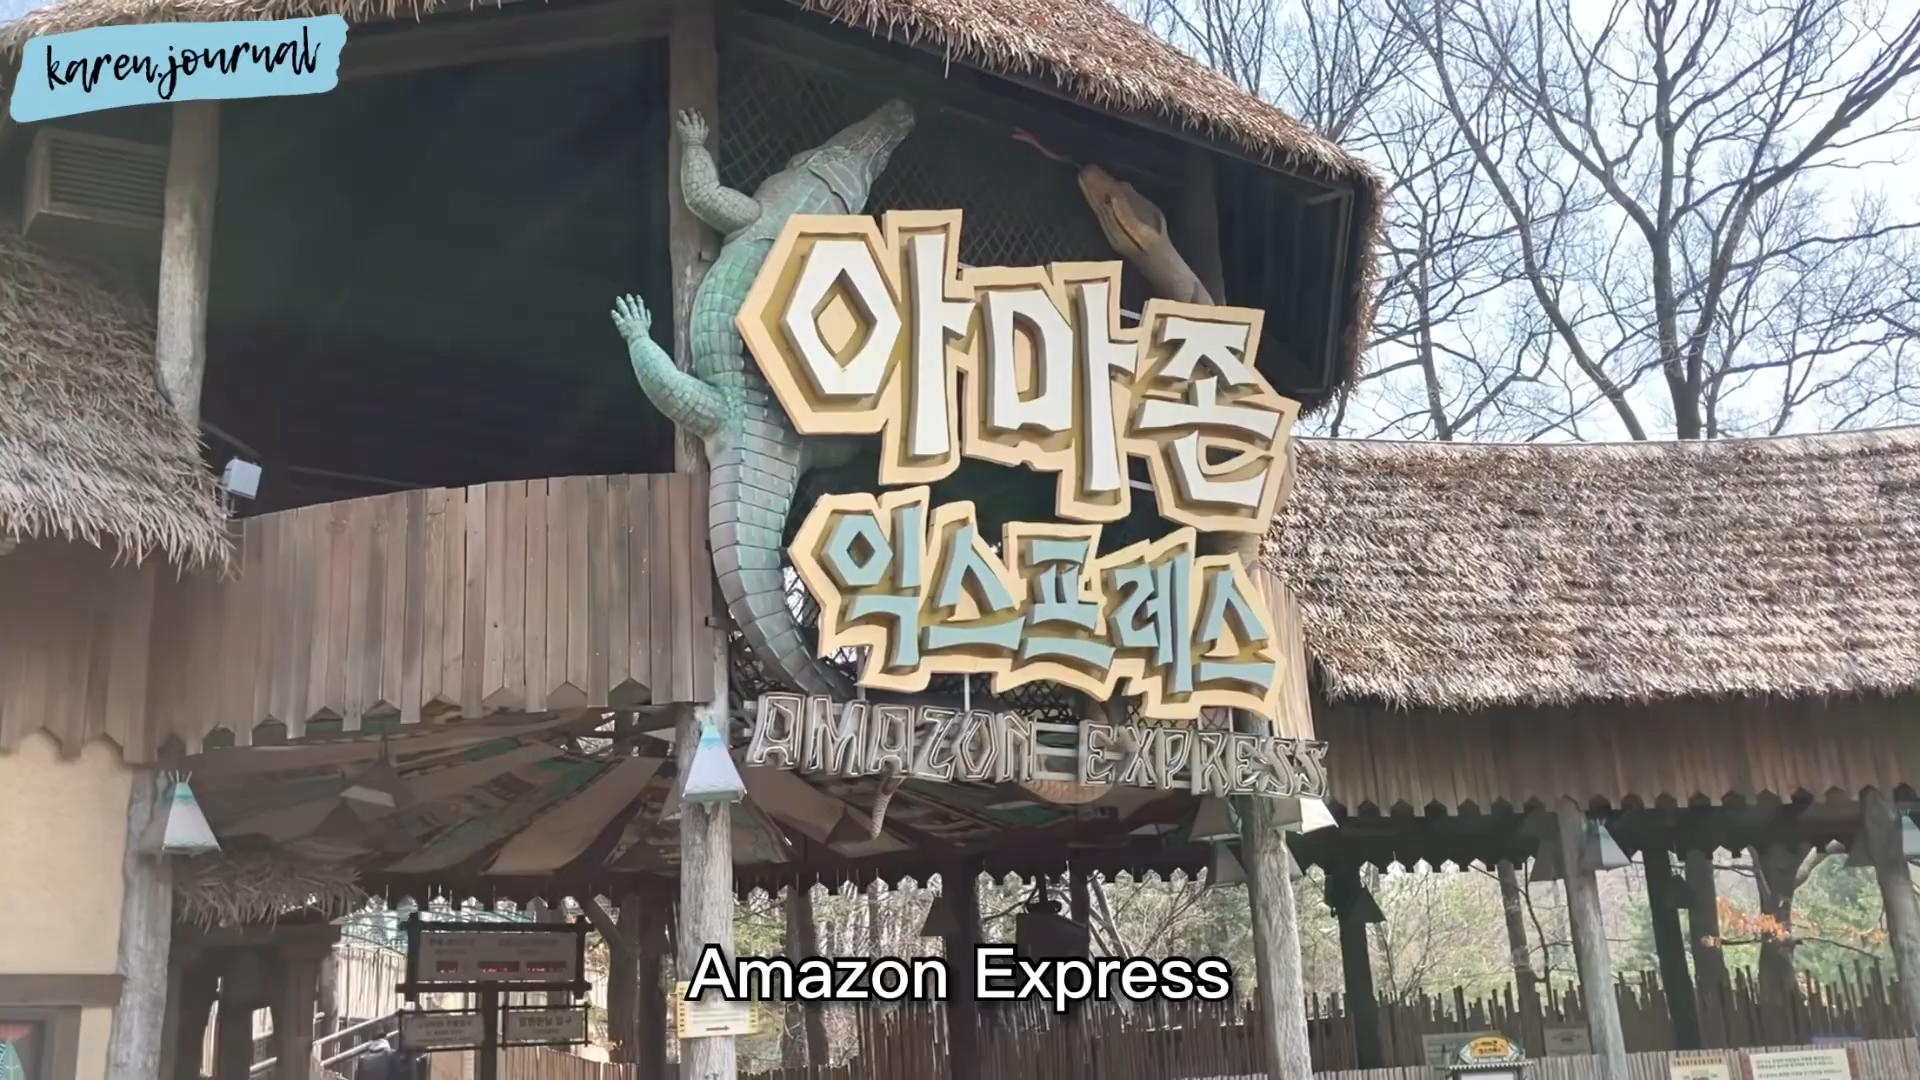 karen.journal
아마존
익스프레스
AMAZON EXPRESS
Amazon Express